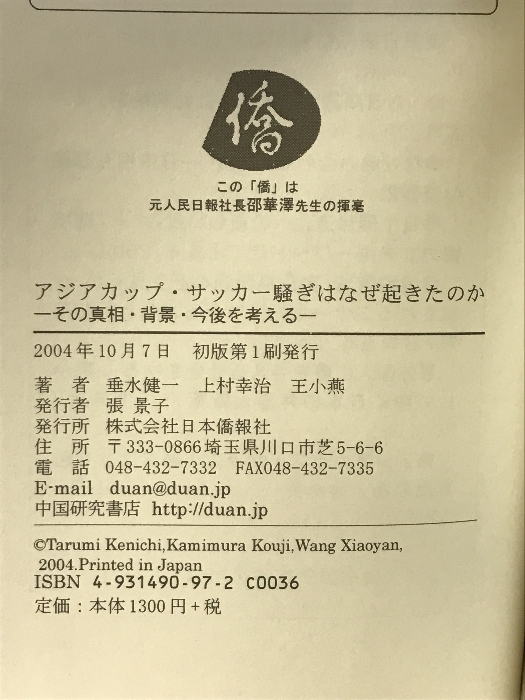 僑
この「僑」は
元人民日報社長邵華澤先生の揮毫
アジアカップ・サッカー騒ぎはなぜ起きたのか
―その真相・背景・今後を考える―
2004年10月7日　初版第1刷発行
著　者　垂水健一　上村幸治　王小燕
発行者　張 景子
発行所　株式会社日本僑報社
住　所　〒333-0866埼玉県川口市芝5-6-6
電　話　048-432-7332　FAX048-432-7335
E-mail　duan@duan.jp
中国研究書店　http://duan.jp
©Tarumi Kenichi,Kamimura Kouji,Wang Xiaoyan,
2004.Printed in Japan
ISBN 4-931490-97-2 C0036
定価：本体1300円+税